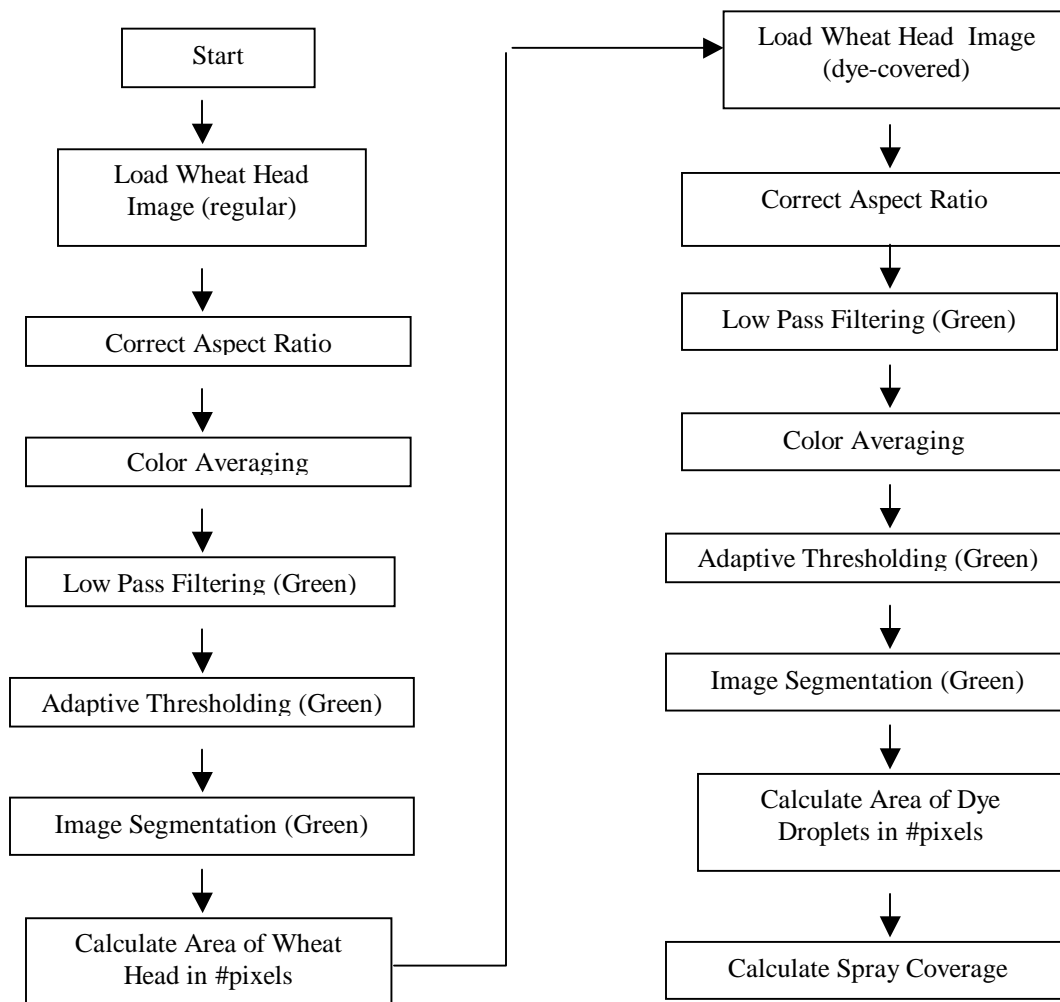 Start
Load Wheat Head
Image (regular)
Correct Aspect Ratio
Color Averaging
Low Pass Filtering (Green)
Adaptive Thresholding (Green)
Image Segmentation (Green)
Calculate Area of Wheat
Head in #pixels
Load Wheat Head Image
(dye-covered)
Correct Aspect Ratio
Low Pass Filtering (Green)
Color Averaging
Adaptive Thresholding (Green)
Image Segmentation (Green)
Calculate Area of Dye
Droplets in #pixels
Calculate Spray Coverage